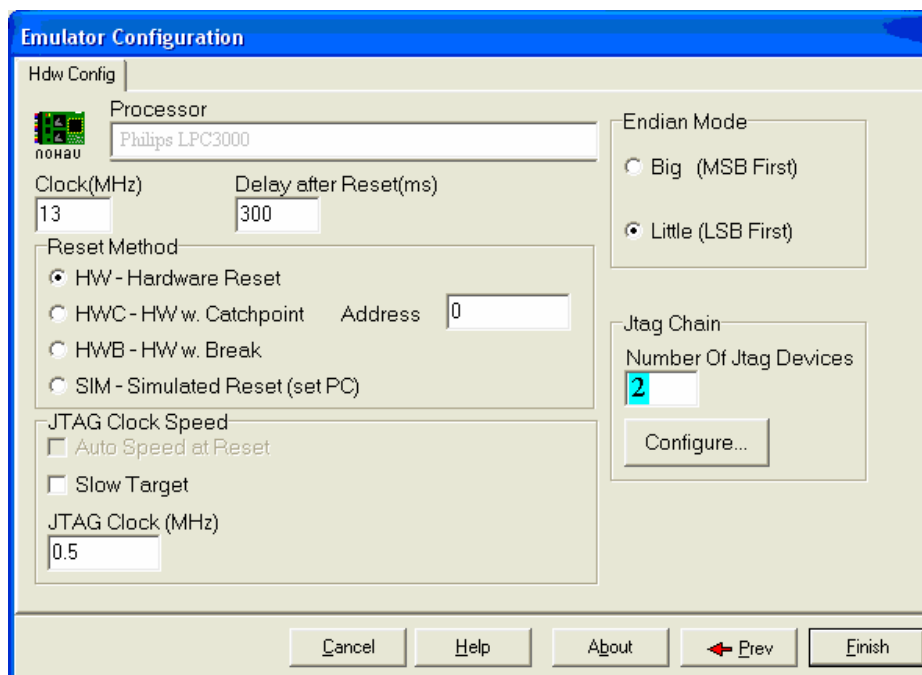 Emulator Configuration
Hdw Config
nohau
Processor
Philips LPC3000
Clock(MHz)
Delay after Reset(ms)
13
300
Reset Method
HW - Hardware Reset
HWC - HW w. Catchpoint
Address
0
HWB - HW w. Break
SIM - Simulated Reset (set PC)
JTAG Clock Speed
Auto Speed at Reset
Slow Target
JTAG Clock (MHz)
0.5
Endian Mode
Big (MSB First)
Little (LSB First)
Jtag Chain
Number Of Jtag Devices
2
Configure...
Cancel
Help
About
Prev
Finish